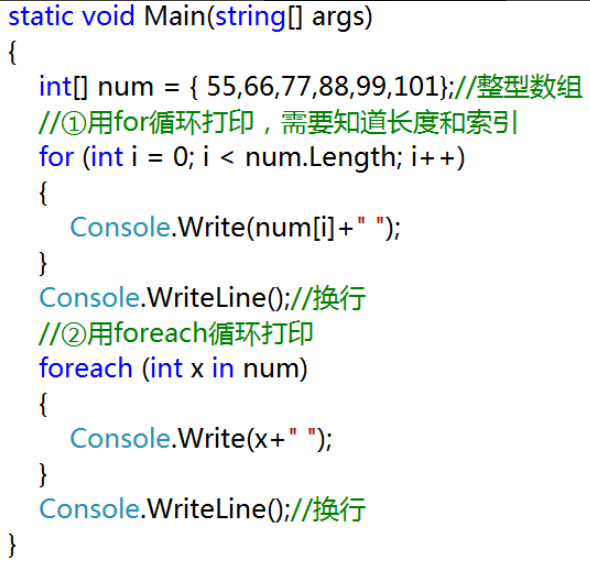 static void Main(string[] args)
{
int[] num = { 55,66,77,88,99,101};//整型数组
//①用for循环打印，需要知道长度和索引
for (int i = 0; i < num.Length; i++)
{
Console.Write(num[i]+" ");
}
Console.WriteLine();//换行
//②用foreach循环打印
foreach (int x in num)
{
Console.Write(x+" ");
}
Console.WriteLine();//换行
}